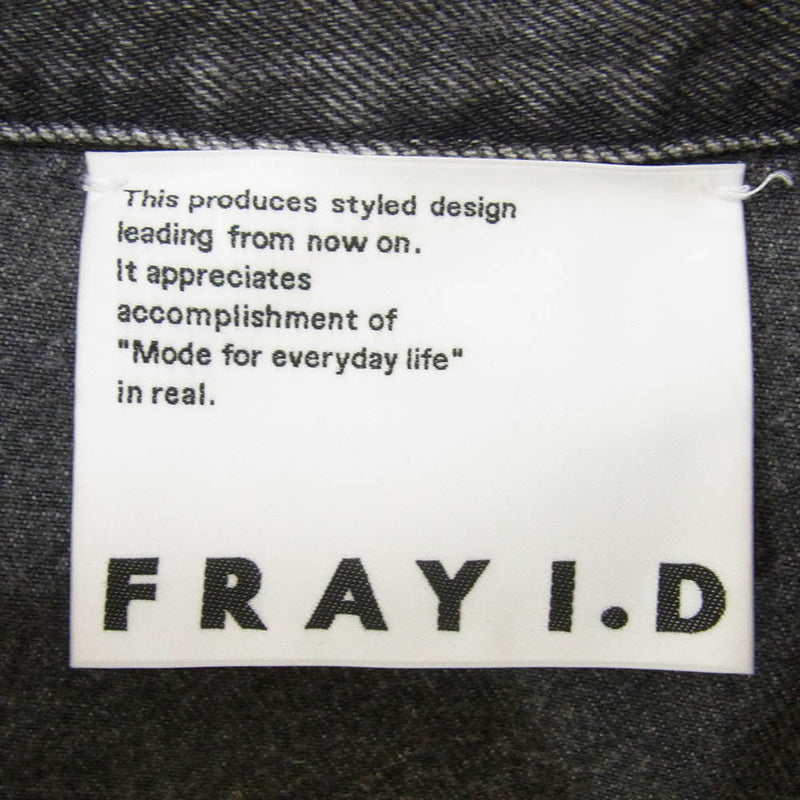 This produces styled design
leading from now on.
It appreciates
accomplishment of
"Mode for everyday life"
in real.
FRAY I.D